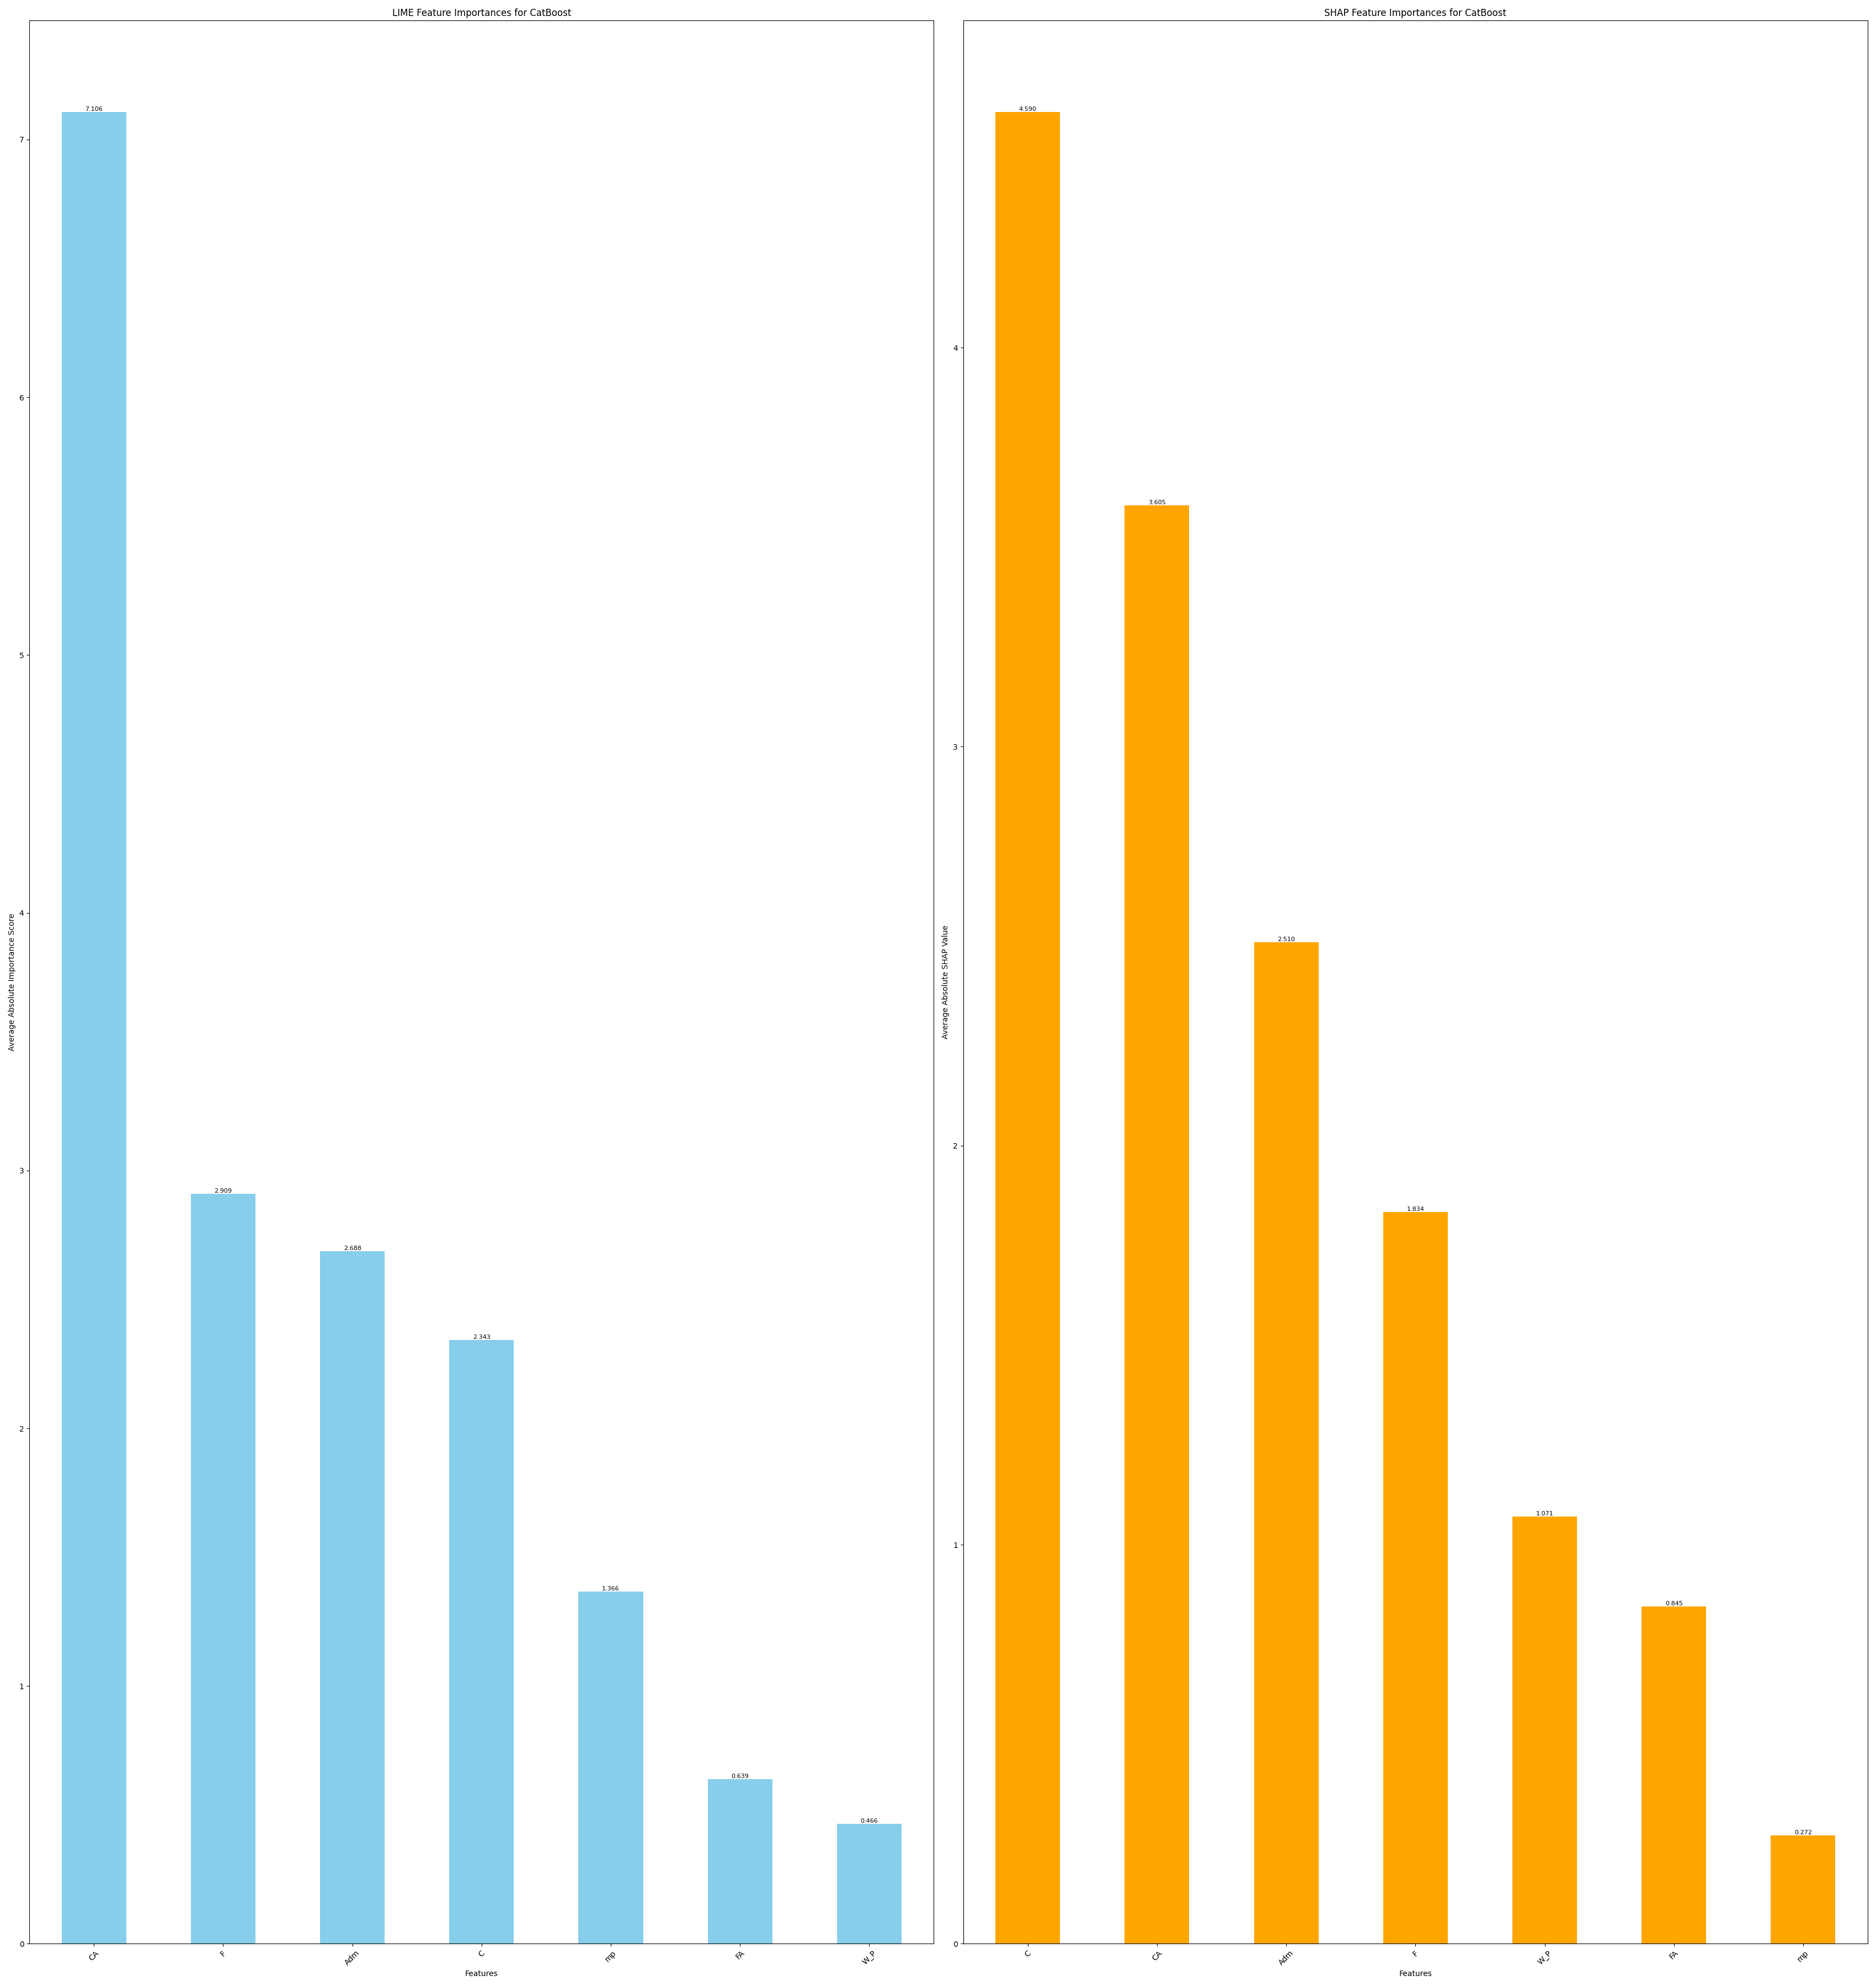 LIME Feature Importances for CatBoost
7.106
2.909
2.688
2.343
1.366
0.639
0.466
7
6
5
4
3
2
1
0
Average Absolute Importance Score
CA
F
Adm
C
mp
FA
W_P
Features
SHAP Feature Importances for CatBoost
4.590
3.605
2.510
1.834
1.071
0.845
0.272
4
3
2
1
0
Average Absolute SHAP Value
C
CA
Adm
F
W_P
FA
mp
Features